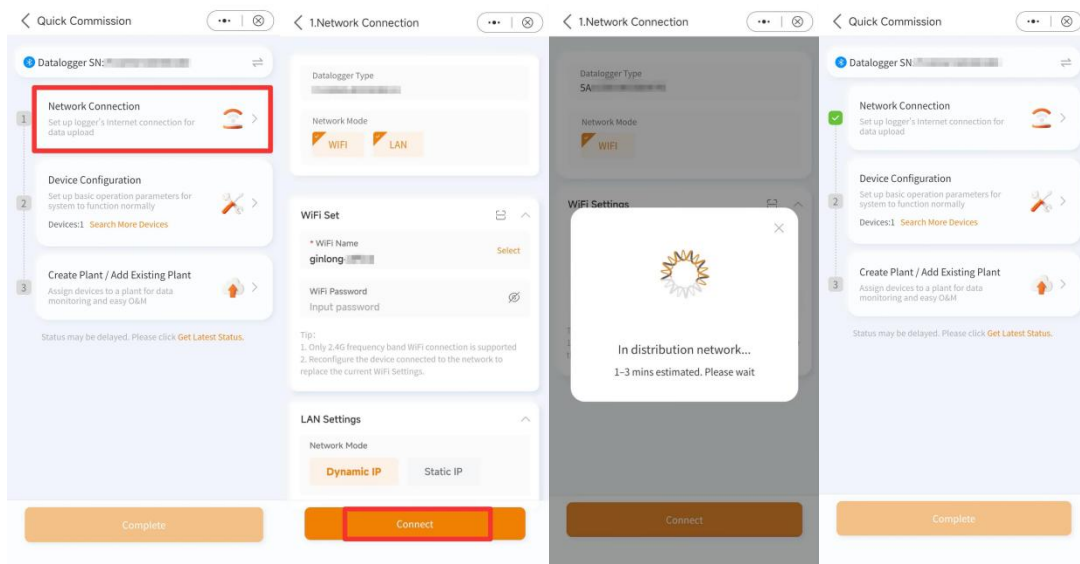 Quick Commission
Datalogger SN:
1
Network Connection
Set up logger's Internet connection for
data upload
2
Device Configuration
Set up basic operation parameters for
system to function normally
Devices:1 Search More Devices
3
Create Plant / Add Existing Plant
Assign devices to a plant for data
monitoring and easy O&M
Status may be delayed. Please click Get Latest Status.
Complete
1.Network Connection
Datalogger Type
Network Mode
WIFI LAN
WiFi Set
* WiFi Name
ginlong- Select
WiFi Password
Input password
Tip:
1. Only 2.4G frequency band WiFi connection is supported
2. Reconfigure the device connected to the network to
replace the current WiFi Settings.
LAN Settings
Network Mode
Dynamic IP Static IP
Connect
1.Network Connection
Datalogger Type
SA
Network Mode
WIFI
WiFi Settings
In distribution network...
1–3 mins estimated. Please wait
Connect
Quick Commission
Datalogger SN
Network Connection
Set up logger's Internet connection for
data upload
2
Device Configuration
Set up basic operation parameters for
system to function normally
Devices:1 Search More Devices
3
Create Plant / Add Existing Plant
Assign devices to a plant for data
monitoring and easy O&M
Status may be delayed. Please click Get Latest Status.
Complete